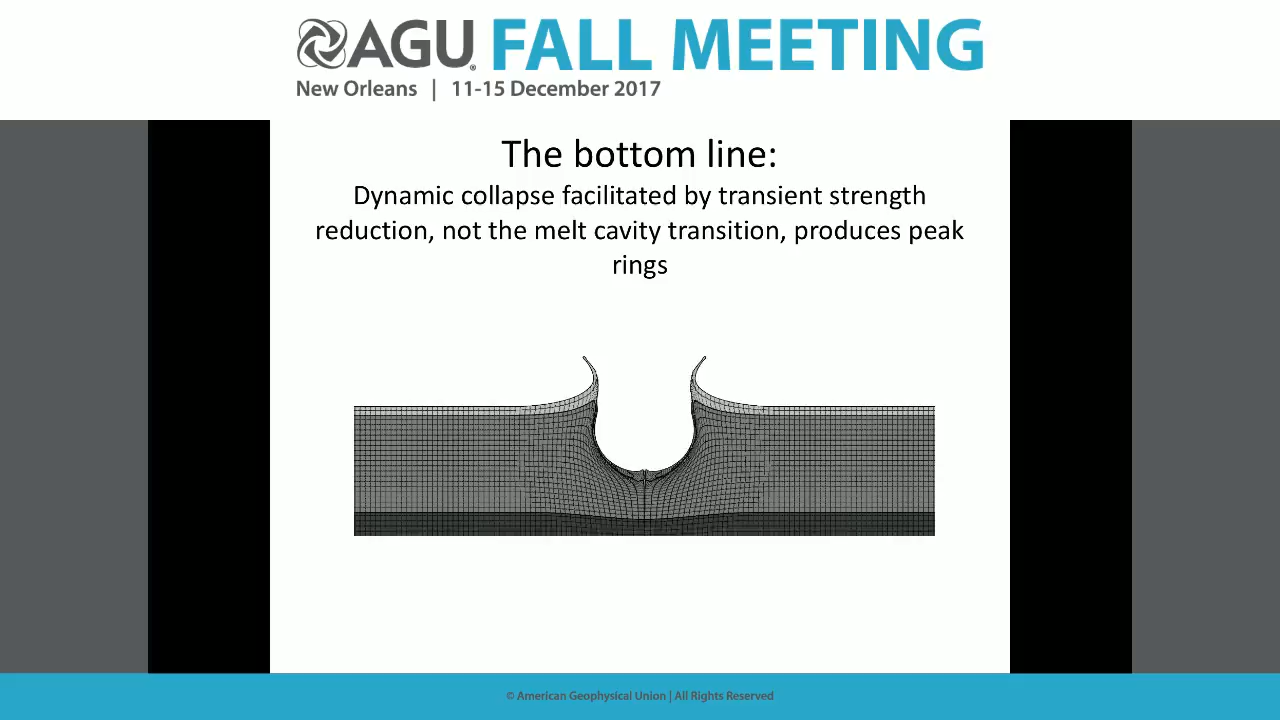 AGU FALL MEETING
New Orleans | 11-15 December 2017
The bottom line:
Dynamic collapse facilitated by transient strength
reduction, not the melt cavity transition, produces peak
rings
© American Geophysical Union | All Rights Reserved